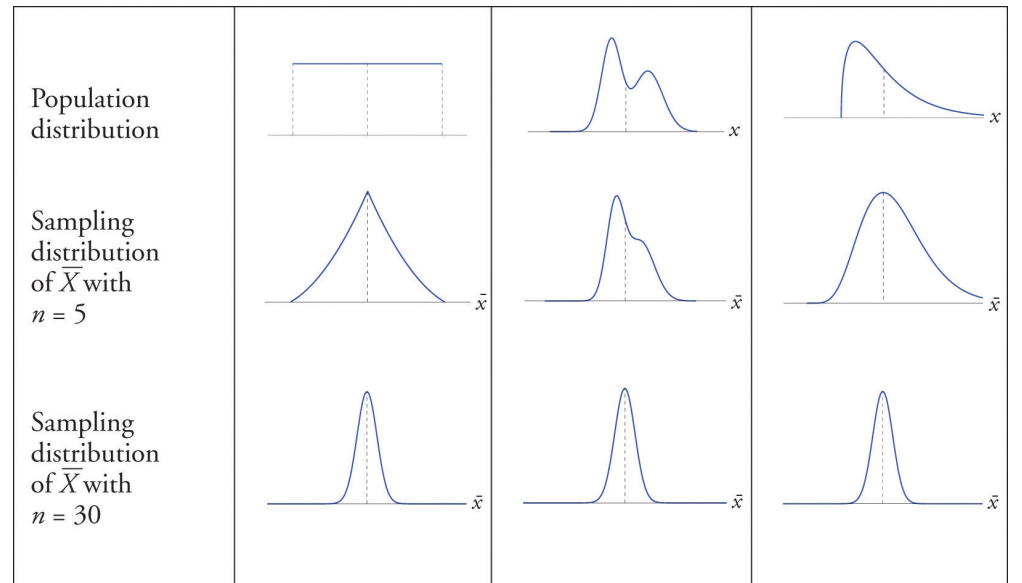 Population
distribution
x
x
Sampling
distribution
of X̅ with
n = 5
x̄
x̄
x̄
Sampling
distribution
of X̅ with
n = 30
x̄
x̄
x̄